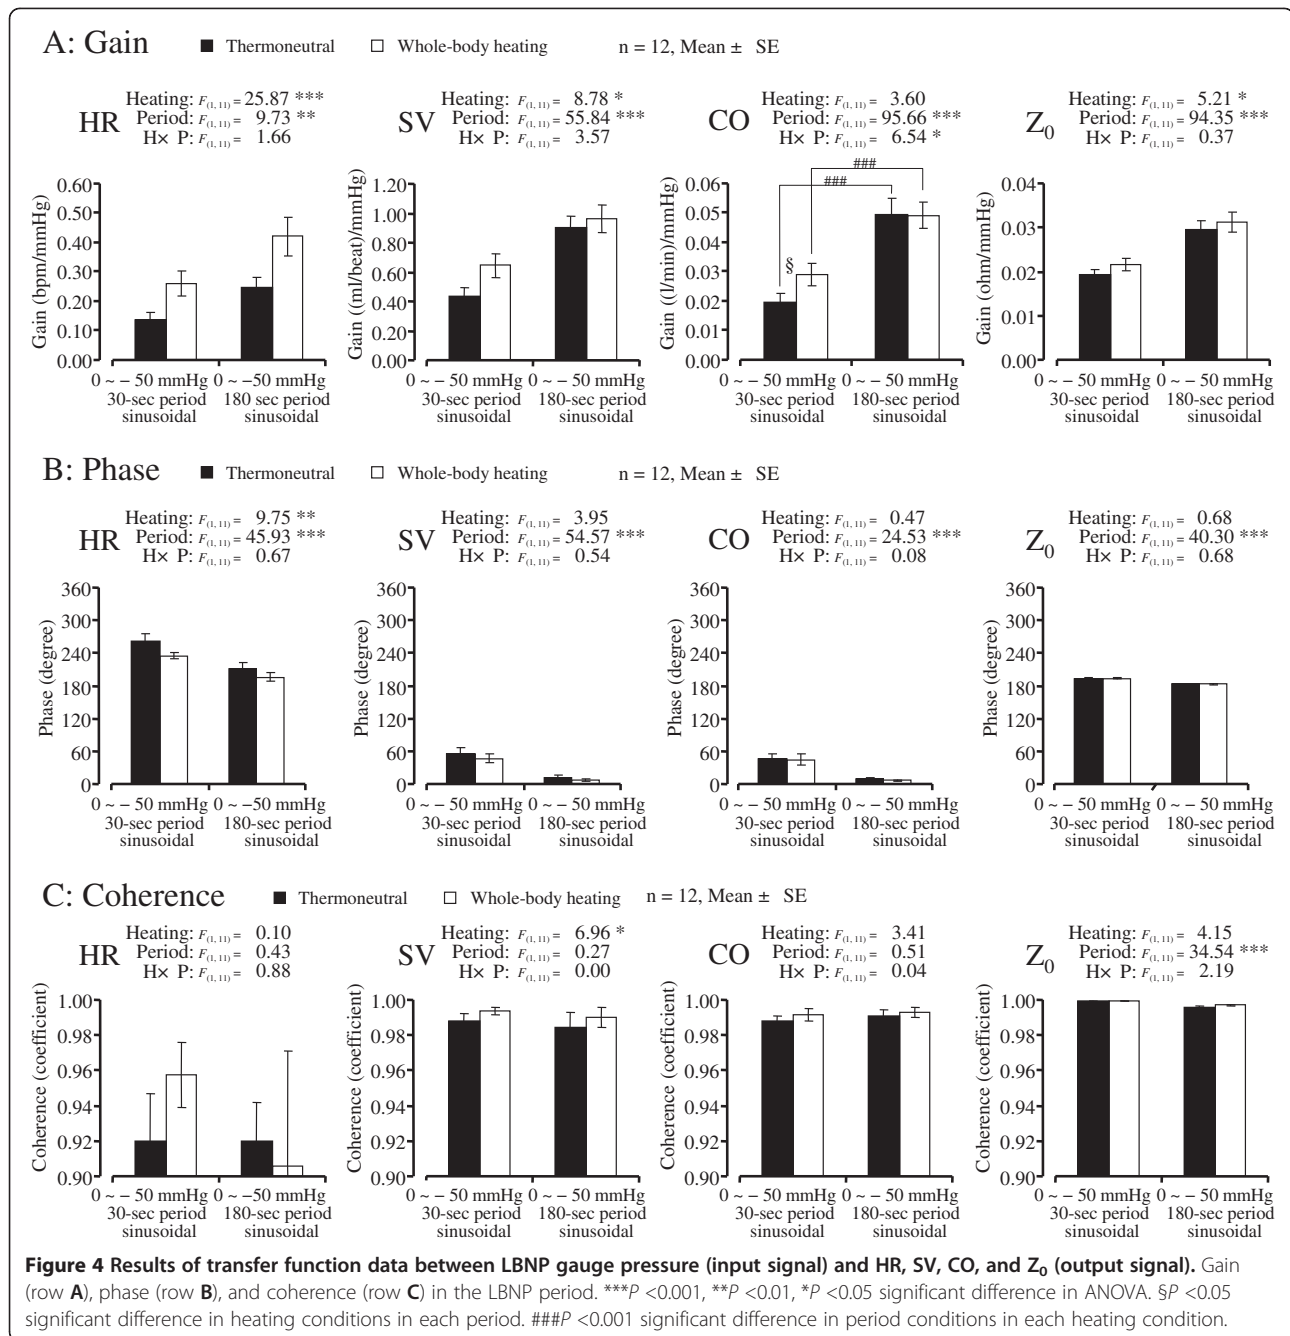 A: Gain ■ Thermoneutral □ Whole-body heating n = 12, Mean ± SE
HR
Heating: F(1, 11) = 25.87 ***
Period: F(1, 11) = 9.73 **
H× P: F(1, 11) = 1.66
Gain (bpm/mmHg)
0.60
0.50
0.40
0.30
0.20
0.10
0.00
0 ~ − 50 mmHg 0 ~ −50 mmHg
30-sec period 180 sec period
sinusoidal sinusoidal
SV
Heating: F(1, 11) = 8.78 *
Period: F(1, 11) = 55.84 ***
H× P: F(1, 11) = 3.57
Gain ((ml/beat)/mmHg)
1.20
1.00
0.80
0.60
0.40
0.20
0.00
0 ~ − 50 mmHg 0 ~ − 50 mmHg
30-sec period 180-sec period
sinusoidal sinusoidal
CO
Heating: F(1, 11) = 3.60
Period: F(1, 11) = 95.66 ***
H× P: F(1, 11) = 6.54 *
Gain ((l/min)/mmHg)
0.06
0.05
0.04
0.03
0.02
0.01
0.00
###
###
§
0 ~ − 50 mmHg 0 ~ − 50 mmHg
30-sec period 180-sec period
sinusoidal sinusoidal
Z0
Heating: F(1, 11) = 5.21 *
Period: F(1, 11) = 94.35 ***
H× P: F(1, 11) = 0.37
Gain (ohm/mmHg)
0.04
0.03
0.02
0.01
0.00
0 ~ − 50 mmHg 0 ~ − 50 mmHg
30-sec period 180-sec period
sinusoidal sinusoidal
B: Phase ■ Thermoneutral □ Whole-body heating n = 12, Mean ± SE
HR
Heating: F(1, 11) = 9.75 **
Period: F(1, 11) = 45.93 ***
H× P: F(1, 11) = 0.67
Phase (degree)
360
300
240
180
120
60
0
0 ~ − 50 mmHg 0 ~ −50 mmHg
30-sec period 180-sec period
sinusoidal sinusoidal
SV
Heating: F(1, 11) = 3.95
Period: F(1, 11) = 54.57 ***
H× P: F(1, 11) = 0.54
Phase (degree)
360
300
240
180
120
60
0
0 ~ − 50 mmHg 0 ~ − 50 mmHg
30-sec period 180-sec period
sinusoidal sinusoidal
CO
Heating: F(1, 11) = 0.47
Period: F(1, 11) = 24.53 ***
H× P: F(1, 11) = 0.08
Phase (degree)
360
300
240
180
120
60
0
0 ~ − 50 mmHg 0 ~ − 50 mmHg
30-sec period 180-sec period
sinusoidal sinusoidal
Z0
Heating: F(1, 11) = 0.68
Period: F(1, 11) = 40.30 ***
H× P: F(1, 11) = 0.68
Phase (degree)
360
300
240
180
120
60
0
0 ~ − 50 mmHg 0 ~ − 50 mmHg
30-sec period 180-sec period
sinusoidal sinusoidal
C: Coherence ■ Thermoneutral □ Whole-body heating n = 12, Mean ± SE
HR
Heating: F(1, 11) = 0.10
Period: F(1, 11) = 0.43
H× P: F(1, 11) = 0.88
Coherence (coefficient)
1.00
0.98
0.96
0.94
0.92
0.90
0 ~ − 50 mmHg 0 ~ −50 mmHg
30-sec period 180-sec period
sinusoidal sinusoidal
SV
Heating: F(1, 11) = 6.96 *
Period: F(1, 11) = 0.27
H× P: F(1, 11) = 0.00
Coherence (coefficient)
1.00
0.98
0.96
0.94
0.92
0.90
0 ~ − 50 mmHg 0 ~ − 50 mmHg
30-sec period 180-sec period
sinusoidal sinusoidal
CO
Heating: F(1, 11) = 3.41
Period: F(1, 11) = 0.51
H× P: F(1, 11) = 0.04
Coherence (coefficient)
1.00
0.98
0.96
0.94
0.92
0.90
0 ~ − 50 mmHg 0 ~ − 50 mmHg
30-sec period 180-sec period
sinusoidal sinusoidal
Z0
Heating: F(1, 11) = 4.15
Period: F(1, 11) = 34.54 ***
H× P: F(1, 11) = 2.19
Coherence (coefficient)
1.00
0.98
0.96
0.94
0.92
0.90
0 ~ − 50 mmHg 0 ~ − 50 mmHg
30-sec period 180-sec period
sinusoidal sinusoidal
Figure 4 Results of transfer function data between LBNP gauge pressure (input signal) and HR, SV, CO, and Z0 (output signal). Gain
(row A), phase (row B), and coherence (row C) in the LBNP period. ***P <0.001, **P <0.01, *P <0.05 significant difference in ANOVA. §P <0.05
significant difference in heating conditions in each period. ###P <0.001 significant difference in period conditions in each heating condition.